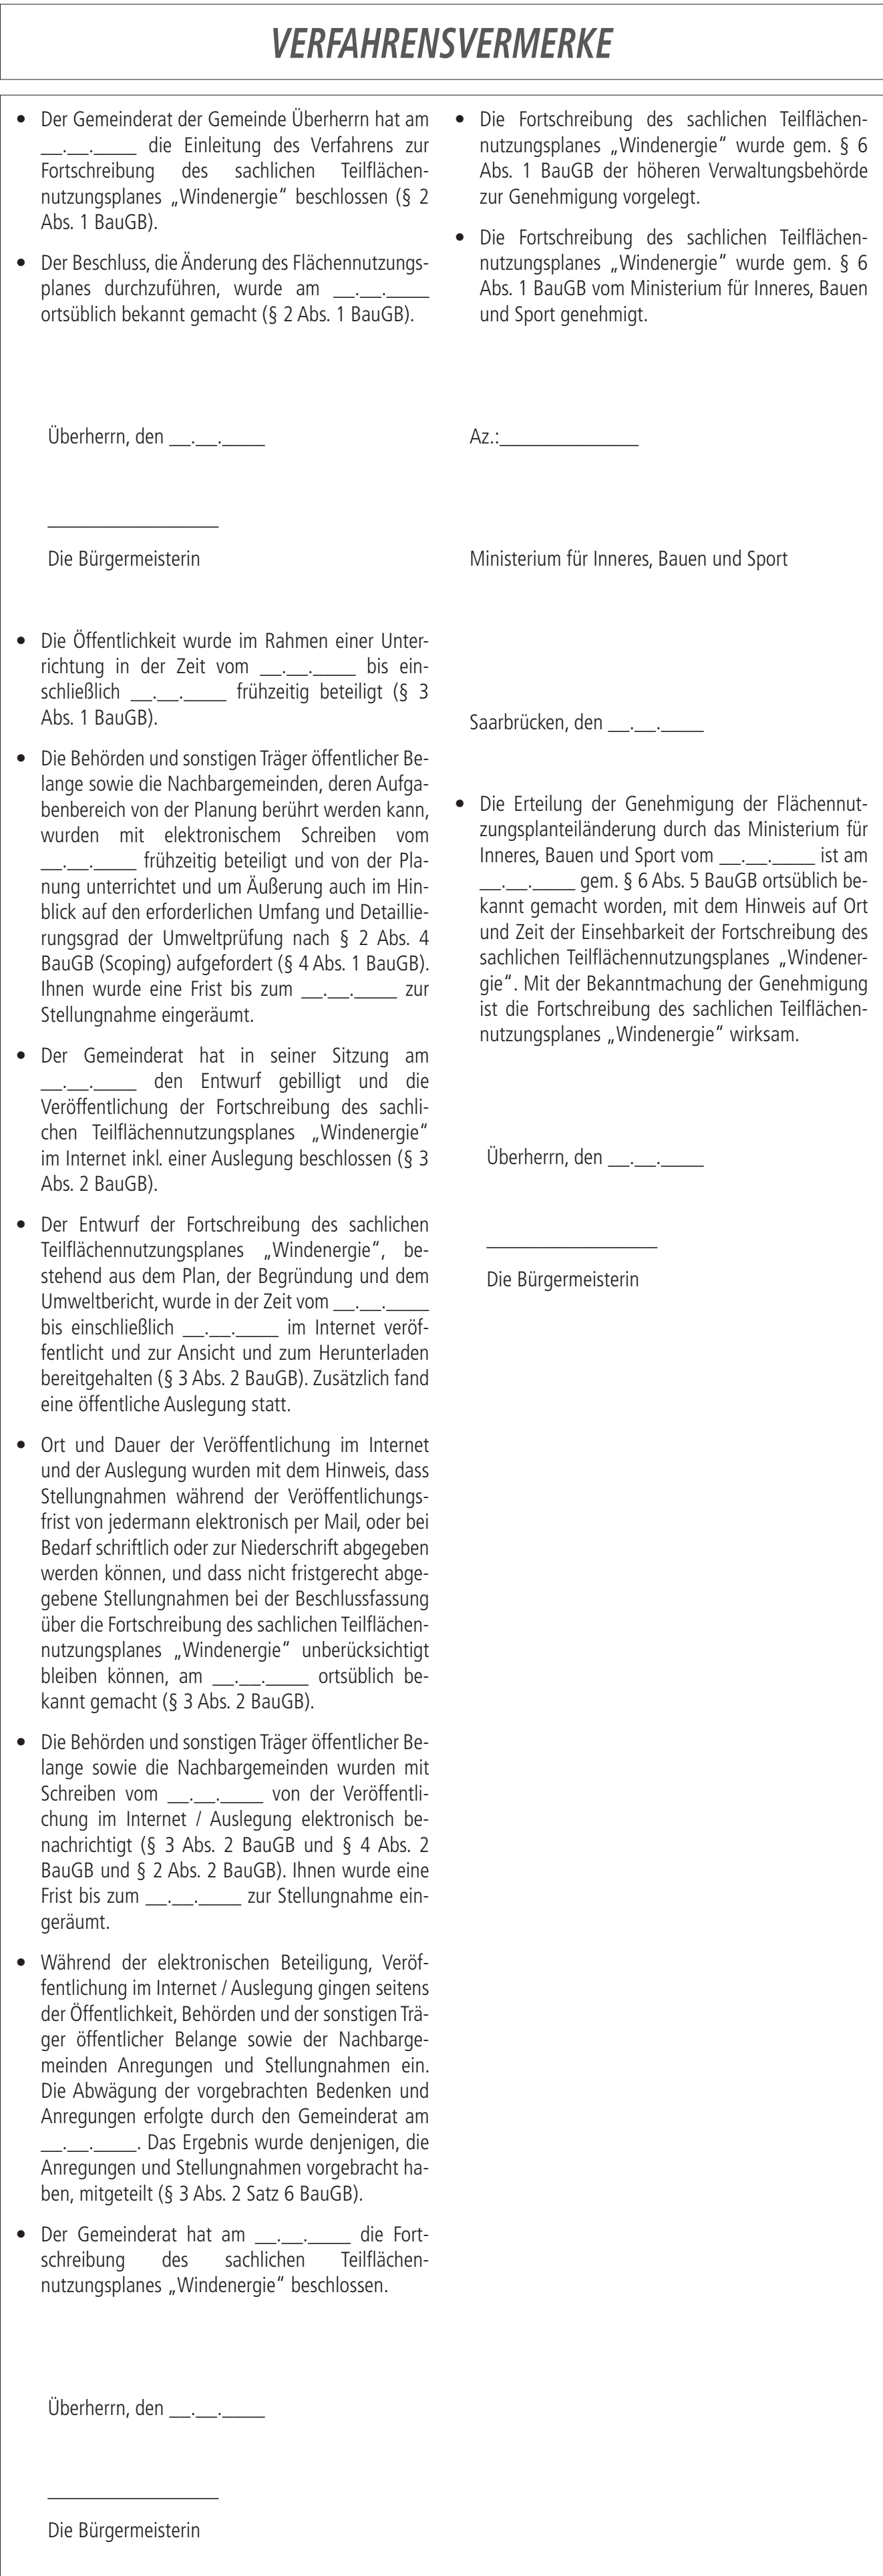 VERFAHRENSVERMERKE
• Der Gemeinderat der Gemeinde Überherrn hat am
__.__.____ die Einleitung des Verfahrens zur
Fortschreibung des sachlichen Teilflächen-
nutzungsplanes „Windenergie“ beschlossen (§ 2
Abs. 1 BauGB).
• Der Beschluss, die Änderung des Flächennutzungs-
planes durchzuführen, wurde am __.__.____
ortsüblich bekannt gemacht (§ 2 Abs. 1 BauGB).
Überherrn, den __.__.____
________________
Die Bürgermeisterin
• Die Öffentlichkeit wurde im Rahmen einer Unter-
richtung in der Zeit vom __.__.____ bis ein-
schließlich __.__.____ frühzeitig beteiligt (§ 3
Abs. 1 BauGB).
• Die Behörden und sonstigen Träger öffentlicher Be-
lange sowie die Nachbargemeinden, deren Aufga-
benbereich von der Planung berührt werden kann,
wurden mit elektronischem Schreiben vom
__.__.____ frühzeitig beteiligt und von der Pla-
nung unterrichtet und um Äußerung auch im Hin-
blick auf den erforderlichen Umfang und Detaillie-
rungsgrad der Umweltprüfung nach § 2 Abs. 4
BauGB (Scoping) aufgefordert (§ 4 Abs. 1 BauGB).
Ihnen wurde eine Frist bis zum __.__.____ zur
Stellungnahme eingeräumt.
• Der Gemeinderat hat in seiner Sitzung am
__.__.____ den Entwurf gebilligt und die
Veröffentlichung der Fortschreibung des sachli-
chen Teilflächennutzungsplanes „Windenergie“
im Internet inkl. einer Auslegung beschlossen (§ 3
Abs. 2 BauGB).
• Der Entwurf der Fortschreibung des sachlichen
Teilflächennutzungsplanes „Windenergie“, be-
stehend aus dem Plan, der Begründung und dem
Umweltbericht, wurde in der Zeit vom __.__.____
bis einschließlich __.__.____ im Internet veröf-
fentlicht und zur Ansicht und zum Herunterladen
bereitgehalten (§ 3 Abs. 2 BauGB). Zusätzlich fand
eine öffentliche Auslegung statt.
• Ort und Dauer der Veröffentlichung im Internet
und der Auslegung wurden mit dem Hinweis, dass
Stellungnahmen während der Veröffentlichungs-
frist von jedermann elektronisch per Mail, oder bei
Bedarf schriftlich oder zur Niederschrift abgegeben
werden können, und dass nicht fristgerecht abge-
gebene Stellungnahmen bei der Beschlussfassung
über die Fortschreibung des sachlichen Teilflächen-
nutzungsplanes „Windenergie“ unberücksichtigt
bleiben können, am __.__.____ ortsüblich be-
kannt gemacht (§ 3 Abs. 2 BauGB).
• Die Behörden und sonstigen Träger öffentlicher Be-
lange sowie die Nachbargemeinden wurden mit
Schreiben vom __.__.____ von der Veröffentli-
chung im Internet / Auslegung elektronisch be-
nachrichtigt (§ 3 Abs. 2 BauGB und § 4 Abs. 2
BauGB und § 2 Abs. 2 BauGB). Ihnen wurde eine
Frist bis zum __.__.____ zur Stellungnahme ein-
geräumt.
• Während der elektronischen Beteiligung, Veröf-
fentlichung im Internet / Auslegung gingen seitens
der Öffentlichkeit, Behörden und der sonstigen Trä-
ger öffentlicher Belange sowie der Nachbarge-
meinden Anregungen und Stellungnahmen ein.
Die Abwägung der vorgebrachten Bedenken und
Anregungen erfolgte durch den Gemeinderat am
__.__.____. Das Ergebnis wurde denjenigen, die
Anregungen und Stellungnahmen vorgebracht ha-
ben, mitgeteilt (§ 3 Abs. 2 Satz 6 BauGB).
• Der Gemeinderat hat am __.__.____ die Fort-
schreibung des sachlichen Teilflächen-
nutzungsplanes „Windenergie“ beschlossen.
Überherrn, den __.__.____
________________
Die Bürgermeisterin
• Die Fortschreibung des sachlichen Teilflächen-
nutzungsplanes „Windenergie“ wurde gem. § 6
Abs. 1 BauGB der höheren Verwaltungsbehörde
zur Genehmigung vorgelegt.
• Die Fortschreibung des sachlichen Teilflächen-
nutzungsplanes „Windenergie“ wurde gem. § 6
Abs. 1 BauGB vom Ministerium für Inneres, Bauen
und Sport genehmigt.
Az.:_____________
Ministerium für Inneres, Bauen und Sport
Saarbrücken, den __.__.____
• Die Erteilung der Genehmigung der Flächennut-
zungsplanteiländerung durch das Ministerium für
Inneres, Bauen und Sport vom __.__.____ ist am
__.__.____ gem. § 6 Abs. 5 BauGB ortsüblich be-
kannt gemacht worden, mit dem Hinweis auf Ort
und Zeit der Einsehbarkeit der Fortschreibung des
sachlichen Teilflächennutzungsplanes „Windener-
gie“. Mit der Bekanntmachung der Genehmigung
ist die Fortschreibung des sachlichen Teilflächen-
nutzungsplanes „Windenergie“ wirksam.
Überherrn, den __.__.____
________________
Die Bürgermeisterin